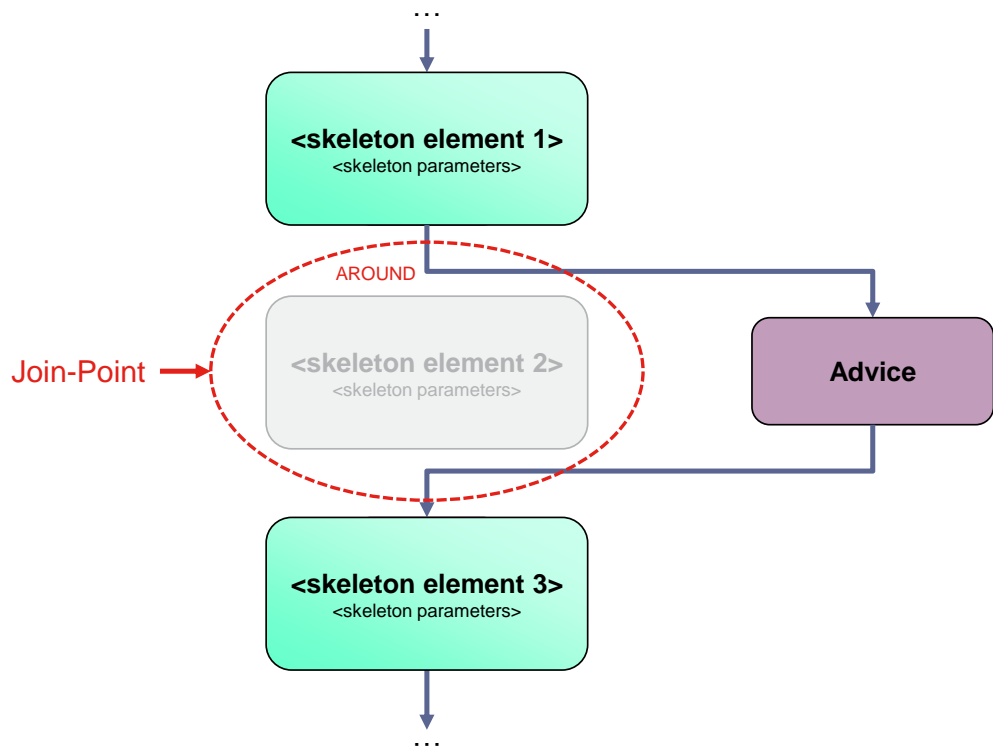 ...
<skeleton element 1>
<skeleton parameters>
AROUND
<skeleton element 2>
<skeleton parameters>
Join-Point
Advice
<skeleton element 3>
<skeleton parameters>
...